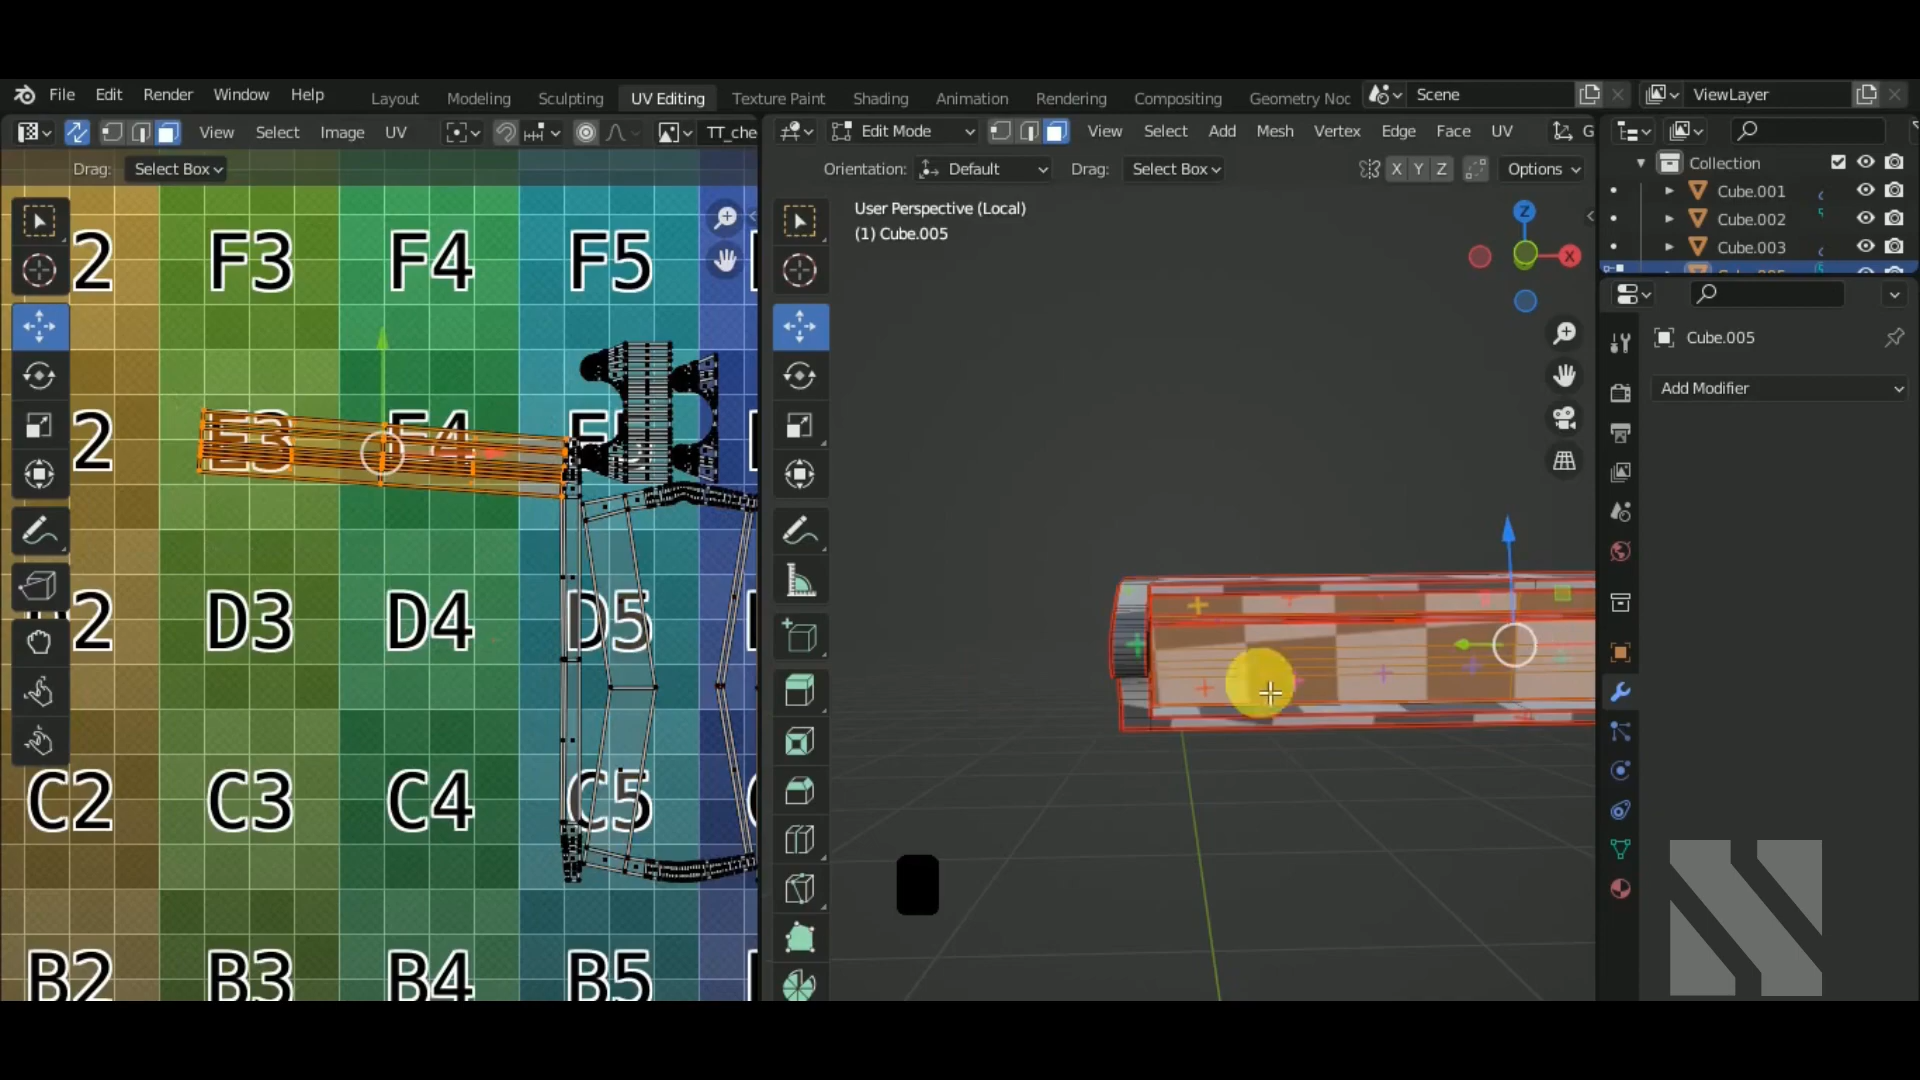 File Edit Render Window Help Layout Modeling Sculpting UV Editing Texture Paint Shading Animation Rendering Compositing Geometry Noc Scene ViewLayer
View Select Image UV TT_che Edit Mode View Select Add Mesh Vertex Edge Face UV G
Drag: Select Box Orientation: Default Drag: Select Box X Y Z Options
Collection
Cube.001
Cube.002
Cube.003
User Perspective (Local)
(1) Cube.005
Z
X
Cube.005
Add Modifier
2 F3 F4 F5
2 E3 F4
2 D3 D4 D5
C2 C3 C4 C5
B2 B3 B4 B5